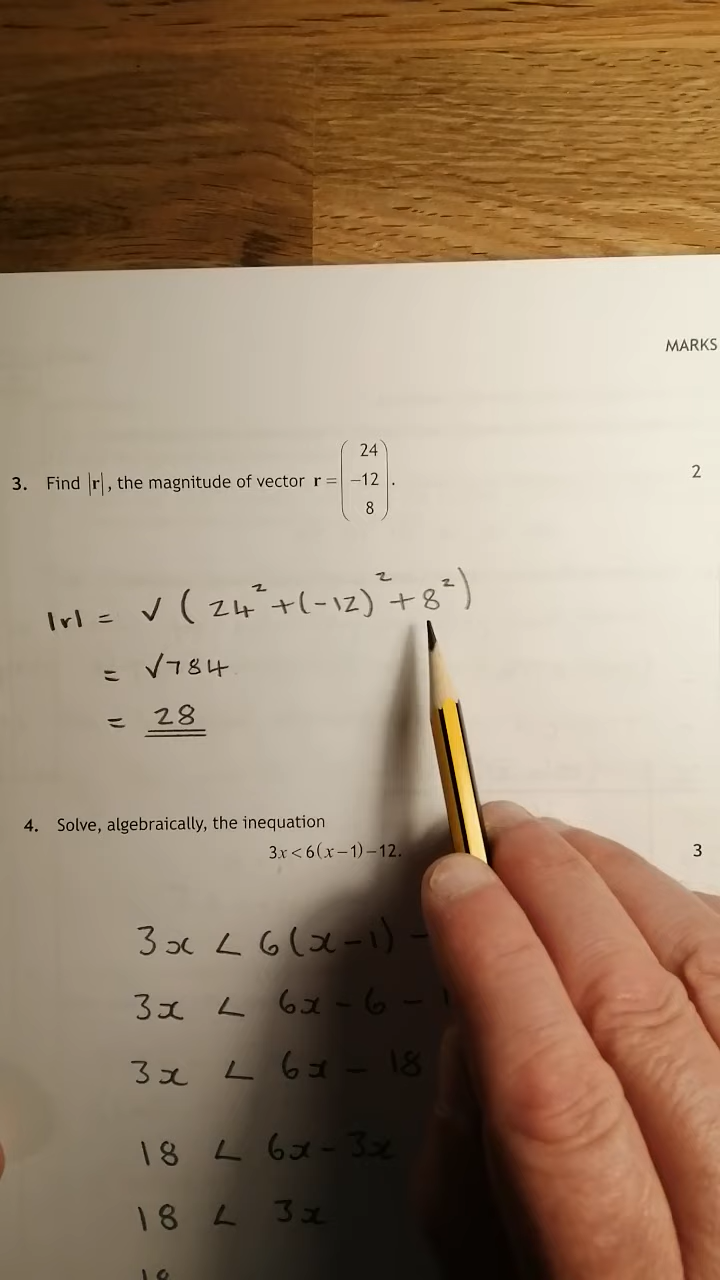 MARKS
3. Find |r|, the magnitude of vector r = ( 24 -12 8 ). 2
|r| = √ ( 24² + (-12)² + 8² )
= √784
= 28
4. Solve, algebraically, the inequation
3x < 6(x−1)−12. 3
3x < 6(x-1) -
3x < 6x - 6 -
3x < 6x - 18
18 < 6x - 3x
18 < 3x